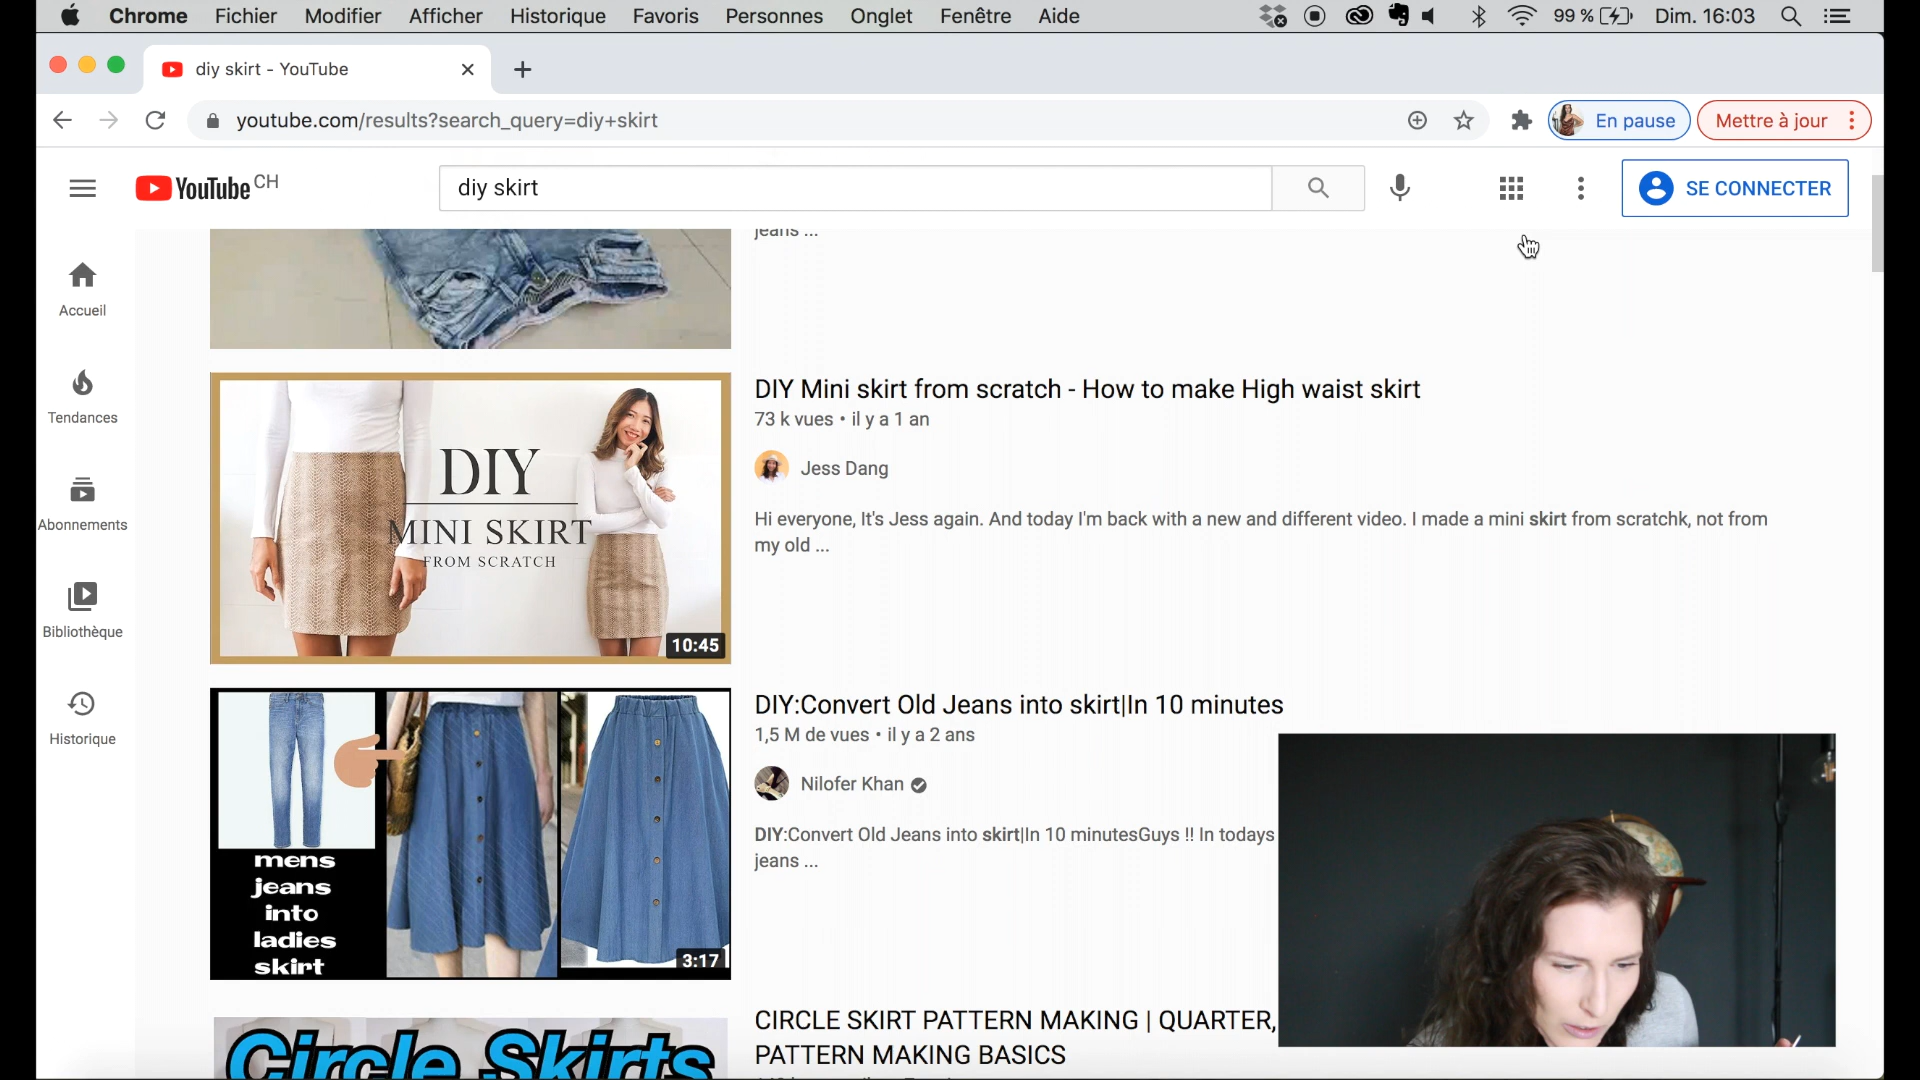 Chrome Fichier Modifier Afficher Historique Favoris Personnes Onglet Fenêtre Aide 99 % Dim. 16:03
diy skirt - YouTube
youtube.com/results?search_query=diy+skirt
En pause
Mettre à jour
YouTube CH
diy skirt
SE CONNECTER
Accueil
Tendances
Abonnements
Bibliothèque
Historique
jeans ...
DIY
MINI SKIRT
FROM SCRATCH
10:45
DIY Mini skirt from scratch - How to make High waist skirt
73 k vues • il y a 1 an
Jess Dang
Hi everyone, It's Jess again. And today I'm back with a new and different video. I made a mini skirt from scratchk, not from
my old ...
mens
jeans
into
ladies
skirt
3:17
DIY:Convert Old Jeans into skirt|In 10 minutes
1,5 M de vues • il y a 2 ans
Nilofer Khan
DIY:Convert Old Jeans into skirt|In 10 minutesGuys !! In todays
jeans ...
Circle Skirts
CIRCLE SKIRT PATTERN MAKING | QUARTER,
PATTERN MAKING BASICS